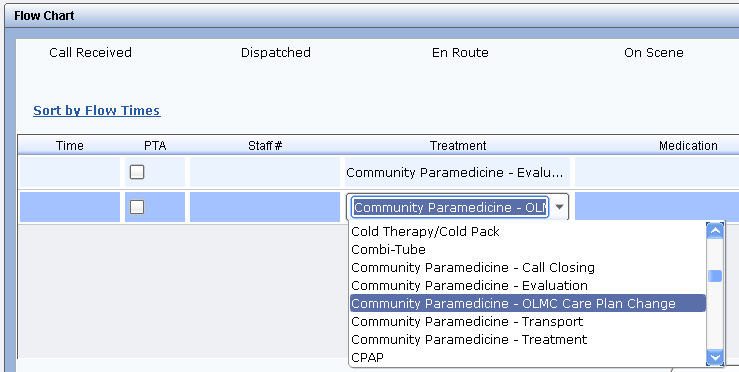 Flow Chart
Call Received Dispatched En Route On Scene
Sort by Flow Times
Time PTA Staff# Treatment Medication
Community Paramedicine - Evalu...
Community Paramedicine - OLM
Cold Therapy/Cold Pack
Combi-Tube
Community Paramedicine - Call Closing
Community Paramedicine - Evaluation
Community Paramedicine - OLMC Care Plan Change
Community Paramedicine - Transport
Community Paramedicine - Treatment
CPAP